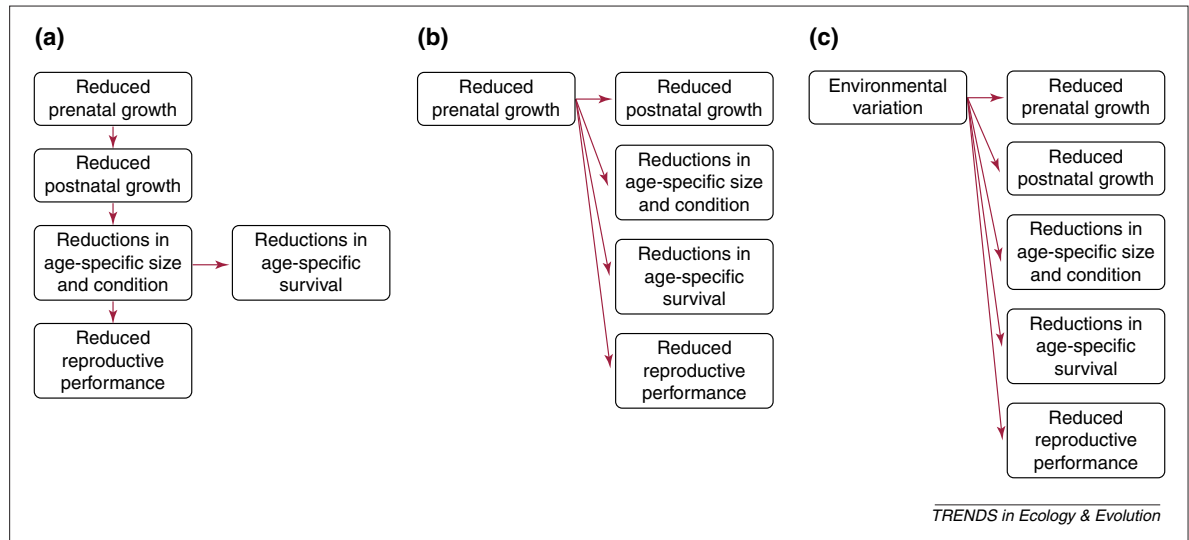 (a)
Reduced
prenatal growth
Reduced
postnatal growth
Reductions in
age-specific size
and condition
Reductions in
age-specific
survival
Reduced
reproductive
performance
(b)
Reduced
prenatal growth
Reduced
postnatal growth
Reductions in
age-specific size
and condition
Reductions in
age-specific
survival
Reduced
reproductive
performance
(c)
Environmental
variation
Reduced
prenatal growth
Reduced
postnatal growth
Reductions in
age-specific size
and condition
Reductions in
age-specific
survival
Reduced
reproductive
performance
TRENDS in Ecology & Evolution